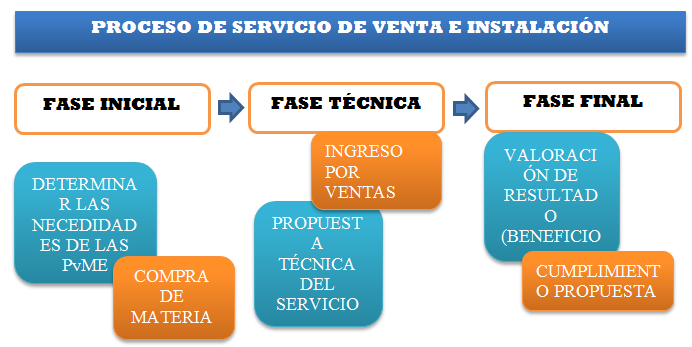 PROCESO DE SERVICIO DE VENTA E INSTALACIÓN
FASE INICIAL
FASE TÉCNICA
FASE FINAL
DETERMINA
R LAS
NECEDIDAD
ES DE LAS
PvME
COMPRA
DE
MATERIA
INGRESO
POR
VENTAS
PROPUEST
A
TÉCNICA
DEL
SERVICIO
VALORACI
ÓN DE
RESULTAD
O
(BENEFICIO
CUMPLIMIENT
O PROPUESTA